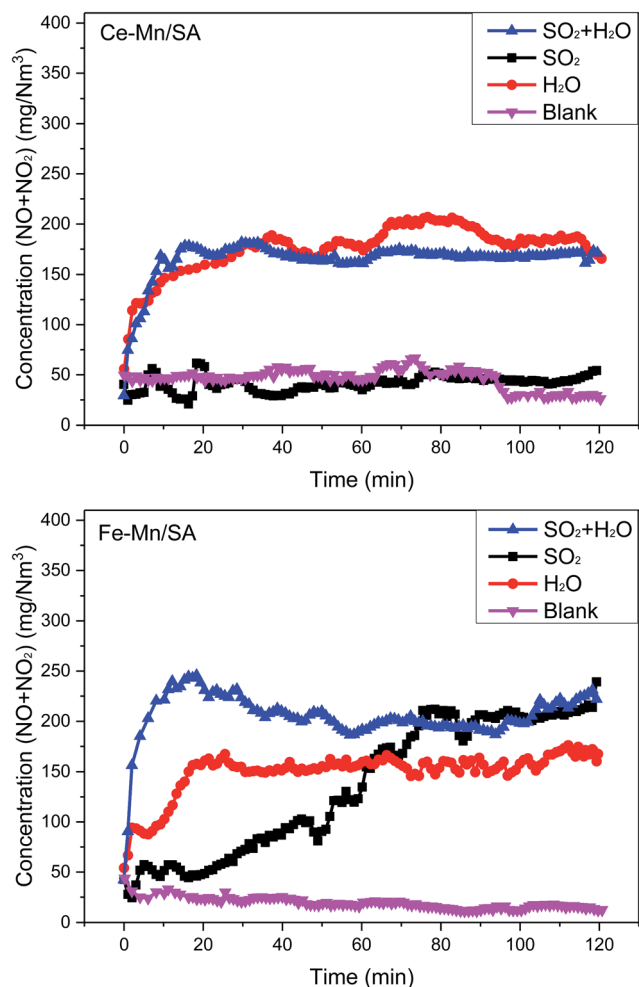 Ce-Mn/SA
SO₂+H₂O
SO₂
H₂O
Blank
400
350
300
250
200
150
100
50
0
Concentration (NO+NO₂) (mg/Nm³)
0 20 40 60 80 100 120
Time (min)
Fe-Mn/SA
SO₂+H₂O
SO₂
H₂O
Blank
400
350
300
250
200
150
100
50
0
Concentration (NO+NO₂) (mg/Nm³)
0 20 40 60 80 100 120
Time (min)